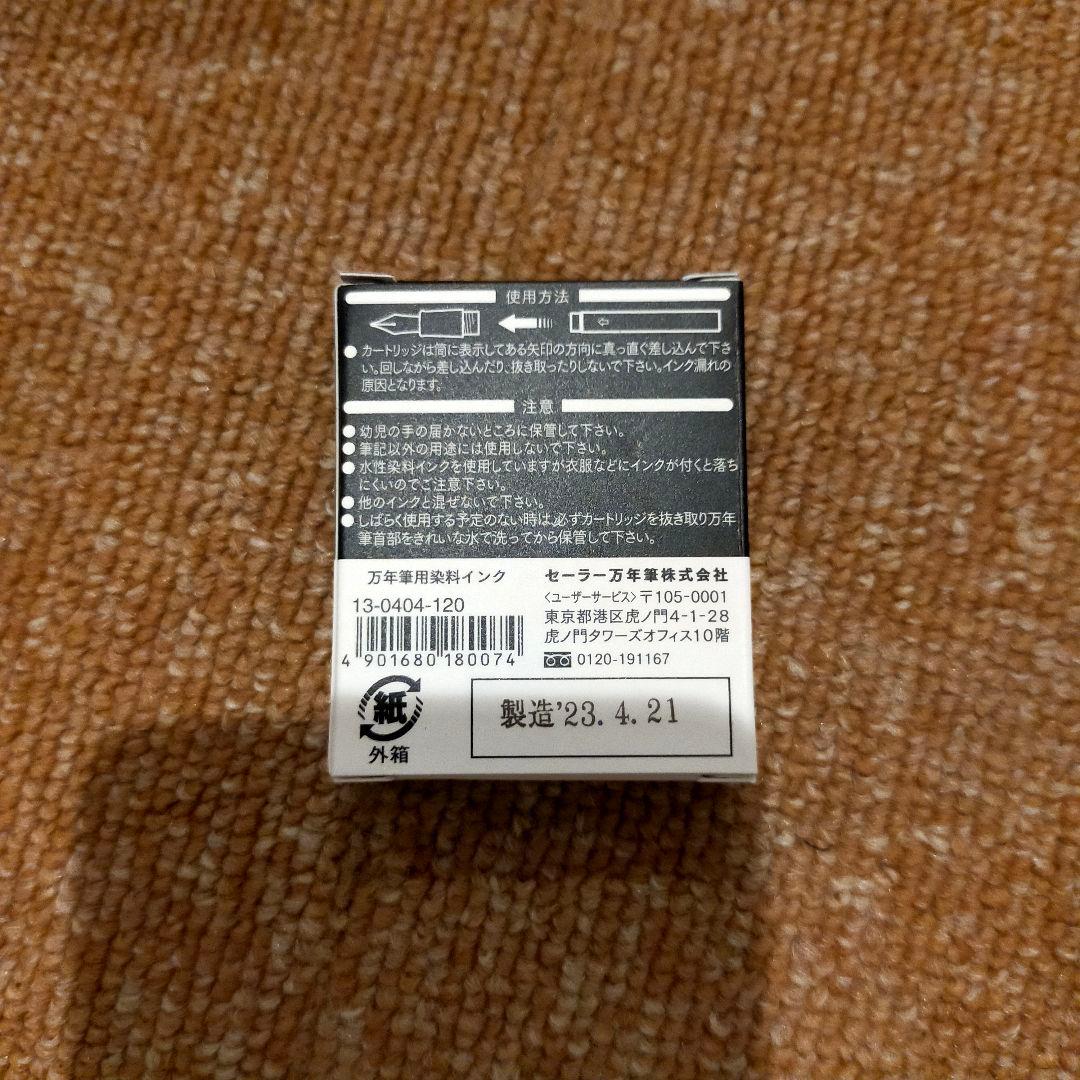 使用方法
●カートリッジは筒に表示してある矢印の方向に真っ直ぐ差し込んで下さ
い。回しながら差し込んだり、抜き取ったりしないで下さい。インク漏れの
原因となります。
注意
●幼児の手の届かないところに保管して下さい。
●筆記以外の用途には使用しないで下さい。
●水性染料インクを使用していますが衣服などにインクが付くと落ち
にくいのでご注意下さい。
●他のインクと混ぜないで下さい。
●しばらく使用する予定のない時は、必ずカートリッジを抜き取り万年
筆首部をきれいな水で洗ってから保管して下さい。
万年筆用染料インク
13-0404-120
4 901680 180074
紙
外箱
セーラー万年筆株式会社
〈ユーザーサービス〉〒105-0001
東京都港区虎ノ門4-1-28
虎ノ門タワーズオフィス10階
0120-191167
製造'23.4.21